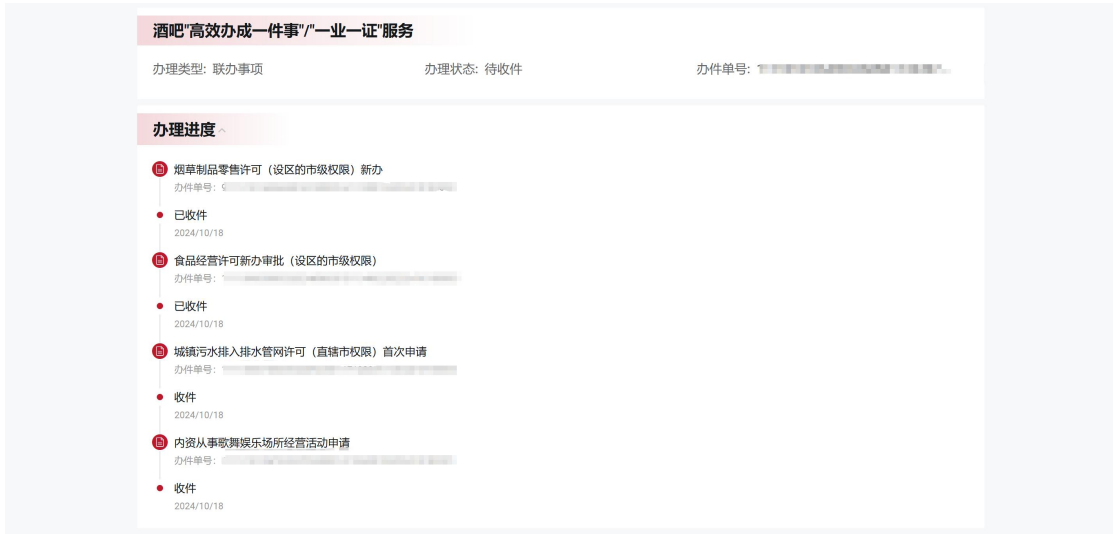 酒吧"高效办成一件事"/"一业一证"服务
办理类型: 联办事项 办理状态: 待收件 办件单号:
办理进度
烟草制品零售许可（设区的市级权限）新办
办件单号:
已收件
2024/10/18
食品经营许可新办审批（设区的市级权限）
办件单号:
已收件
2024/10/18
城镇污水排入排水管网许可（直辖市权限）首次申请
办件单号:
收件
2024/10/18
内资从事歌舞娱乐场所经营活动申请
办件单号:
收件
2024/10/18